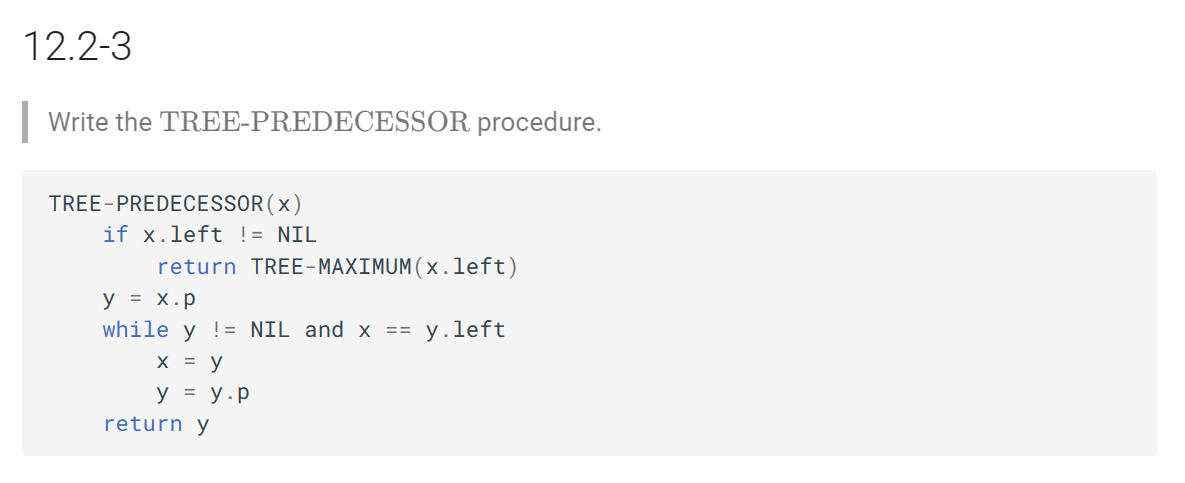 12.2-3
Write the TREE-PREDECESSOR procedure.
TREE-PREDECESSOR(x)
    if x.left != NIL
        return TREE-MAXIMUM(x.left)
    y = x.p
    while y != NIL and x == y.left
        x = y
        y = y.p
    return y